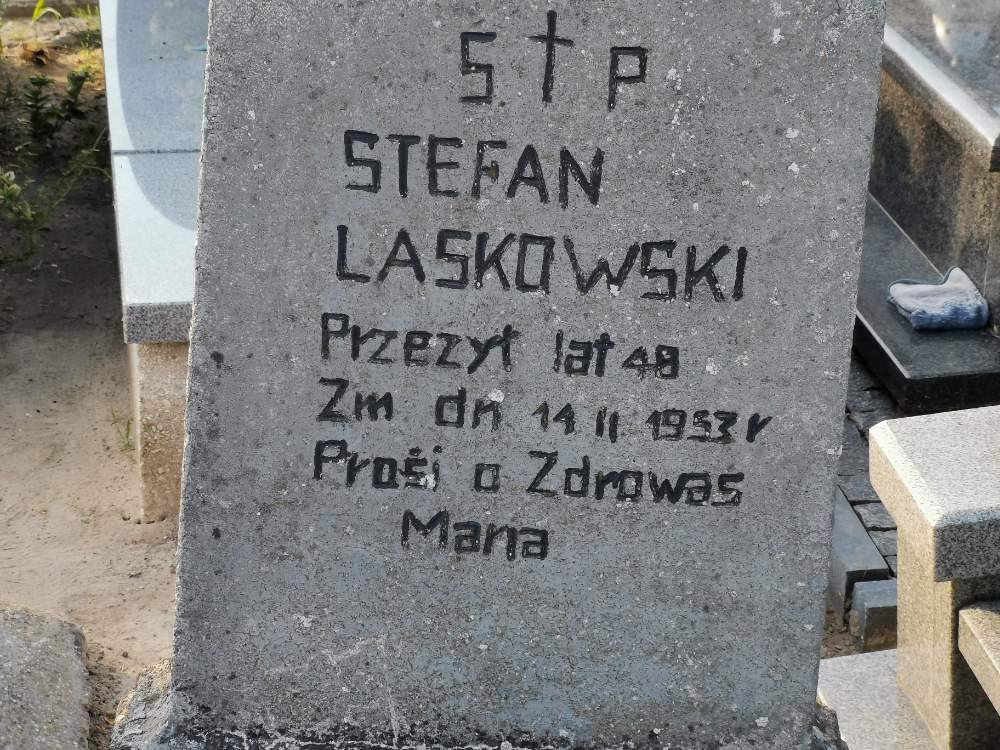 S † P
STEFAN
LASKOWSKI
Przeżył lat 48
Zm dn 14 II 1953 r
Prosi o Zdrowaś
Maria